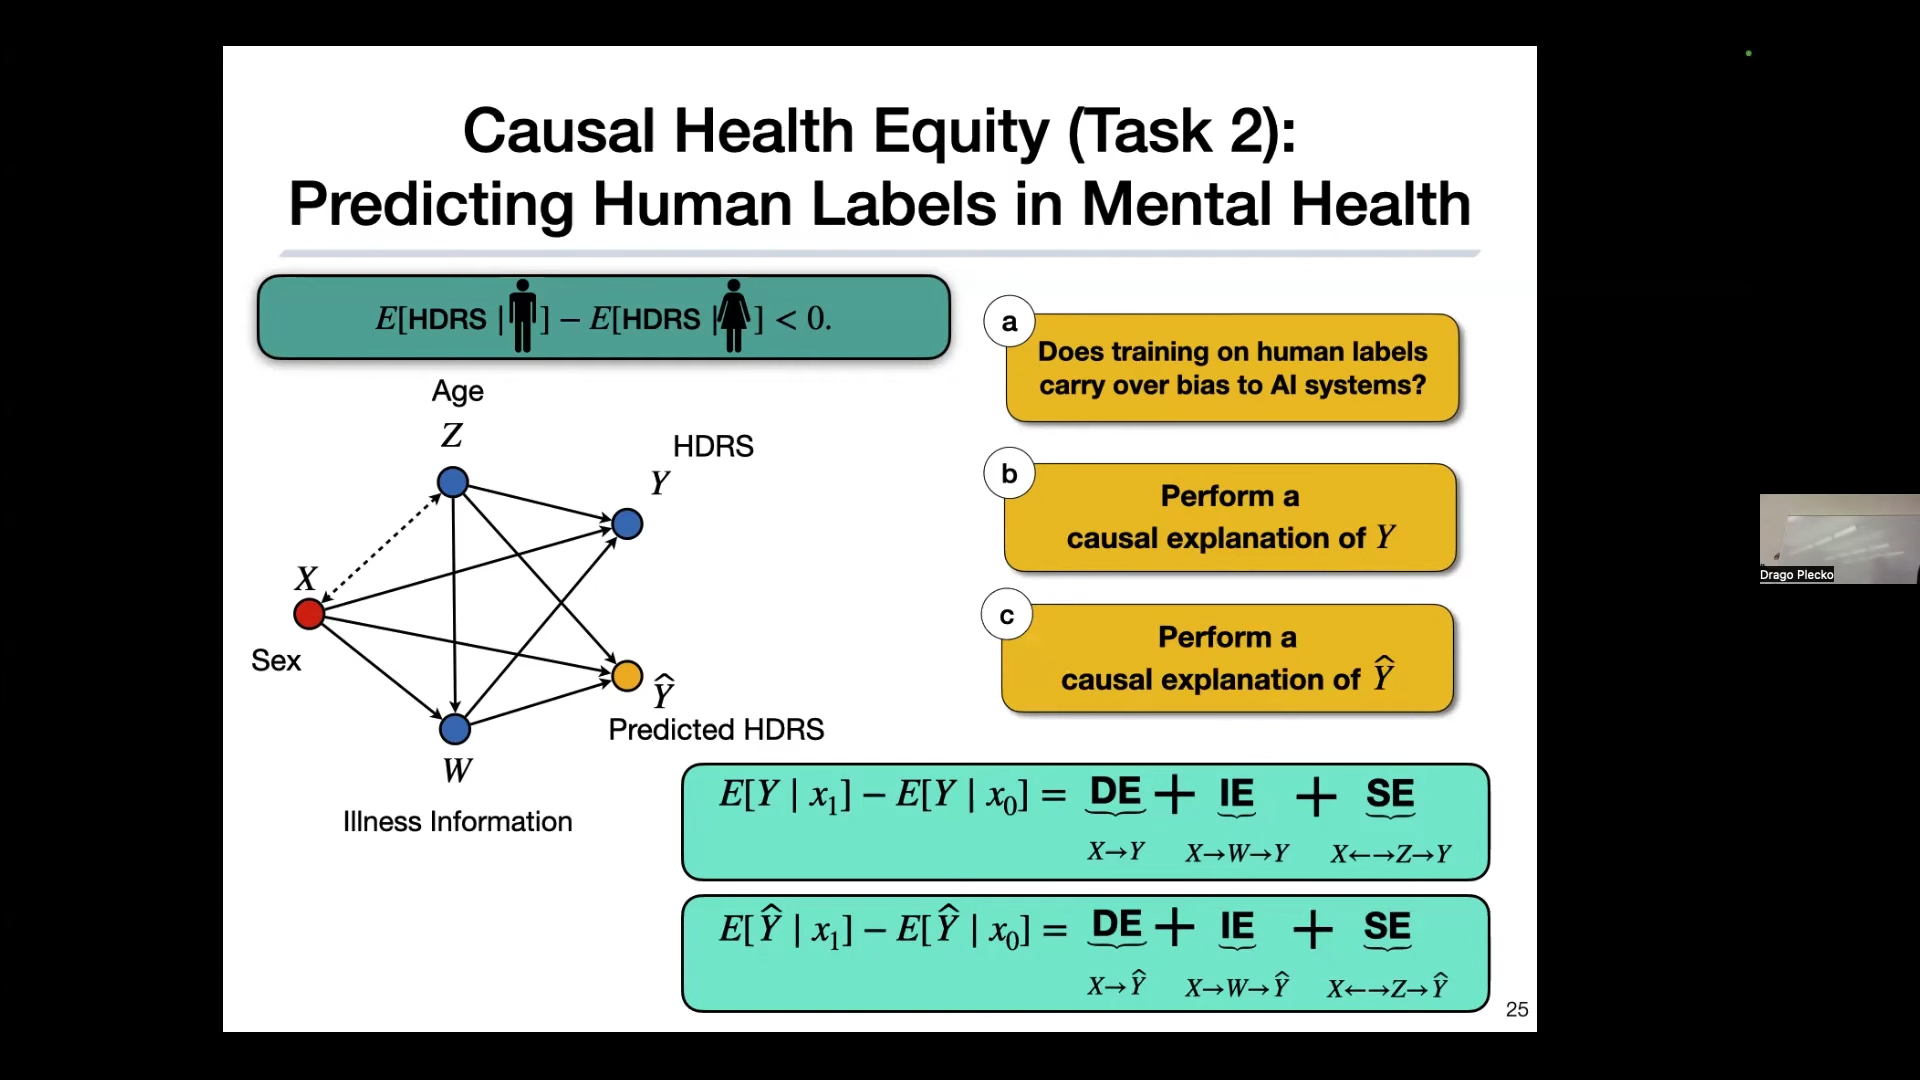 Causal Health Equity (Task 2):
Predicting Human Labels in Mental Health
E[HDRS | ] − E[HDRS | ] < 0.
Age
Z
HDRS
Y
X
Sex
Ŷ
Predicted HDRS
W
Illness Information
a
Does training on human labels
carry over bias to AI systems?
b
Perform a
causal explanation of Y
c
Perform a
causal explanation of Ŷ
E[Y | x₁] − E[Y | x₀] = DE + IE + SE
X→Y X→W→Y X←→Z→Y
E[Ŷ | x₁] − E[Ŷ | x₀] = DE + IE + SE
X→Ŷ X→W→Ŷ X←→Z→Ŷ
25
Drago Plecko